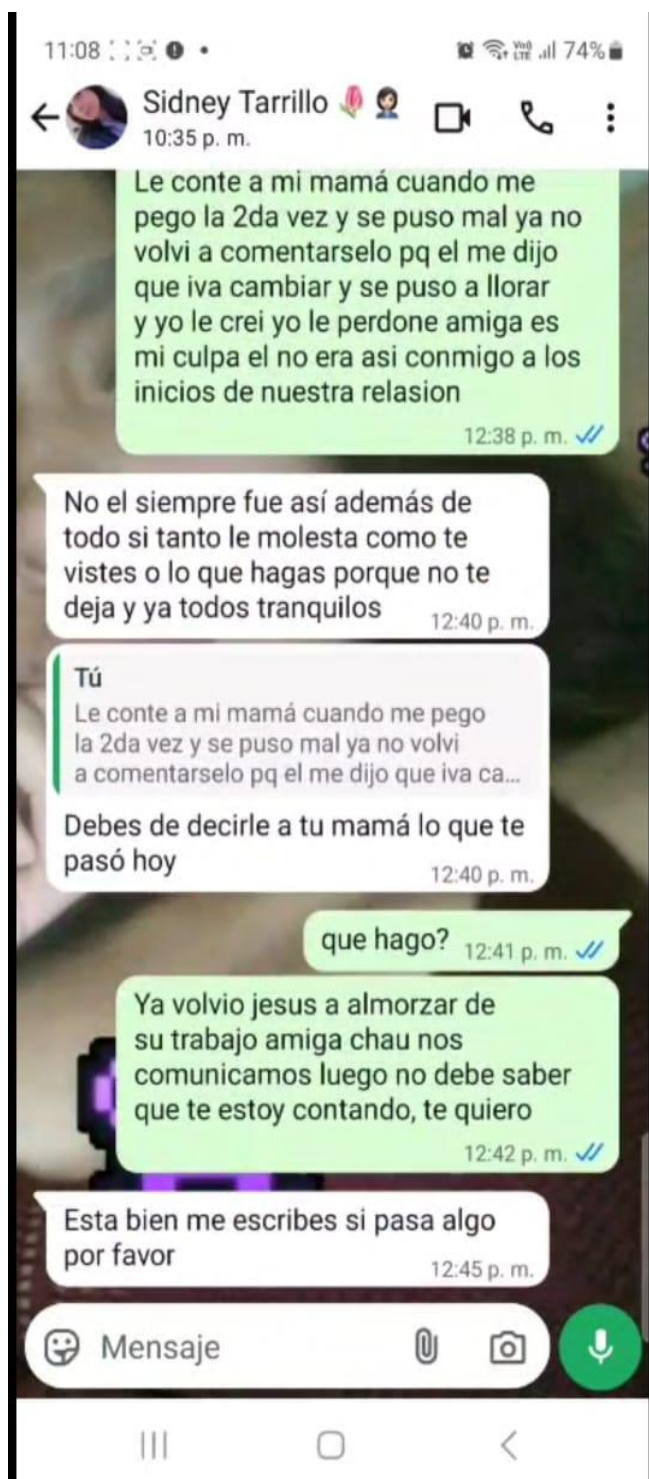 11:08
74%
Sidney Tarrillo
10:35 p. m.
Le conte a mi mamá cuando me
pego la 2da vez y se puso mal ya no
volvi a comentarselo pq el me dijo
que iva cambiar y se puso a llorar
y yo le crei yo le perdone amiga es
mi culpa el no era asi conmigo a los
inicios de nuestra relasion
12:38 p. m.
No el siempre fue así además de
todo si tanto le molesta como te
vistes o lo que hagas porque no te
deja y ya todos tranquilos
12:40 p. m.
Tú
Le conte a mi mamá cuando me pego
la 2da vez y se puso mal ya no volvi
a comentarselo pq el me dijo que iva ca...
Debes de decirle a tu mamá lo que te
pasó hoy
12:40 p. m.
que hago?
12:41 p. m.
Ya volvio jesus a almorzar de
su trabajo amiga chau nos
comunicamos luego no debe saber
que te estoy contando, te quiero
12:42 p. m.
Esta bien me escribes si pasa algo
por favor
12:45 p. m.
Mensaje